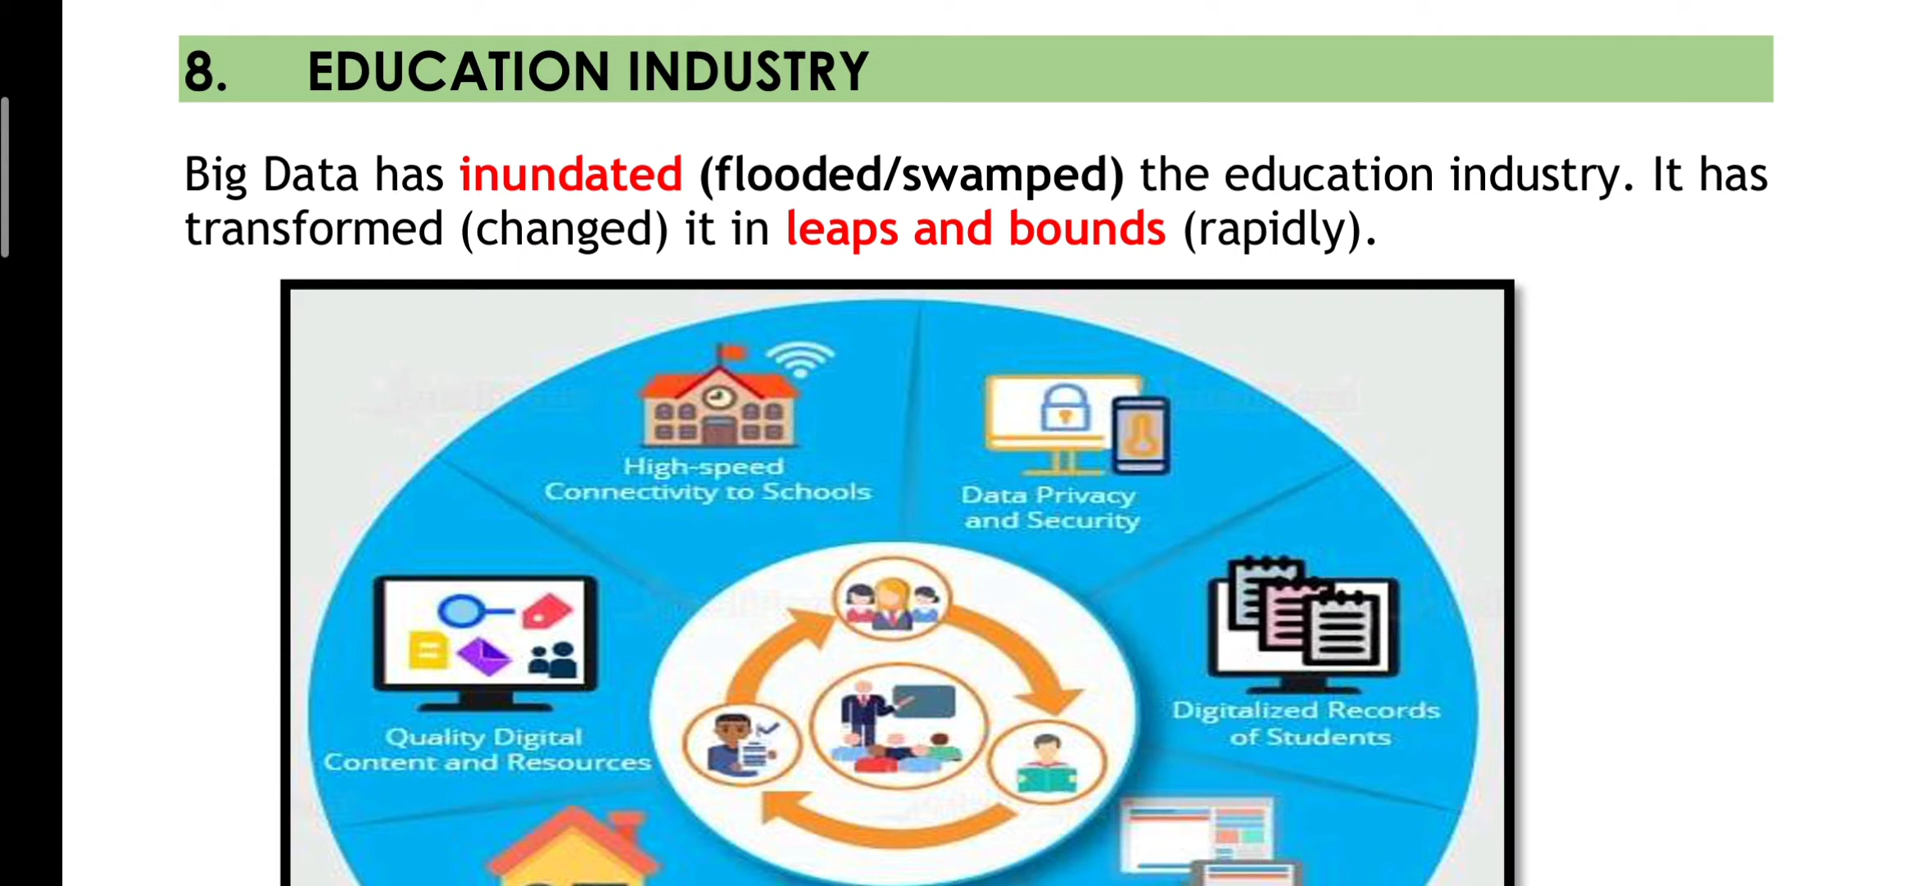 8. EDUCATION INDUSTRY
Big Data has inundated (flooded/swamped) the education industry. It has
transformed (changed) it in leaps and bounds (rapidly).
High-speed
Connectivity to Schools
Data Privacy
and Security
Quality Digital
Content and Resources
Digitalized Records
of Students